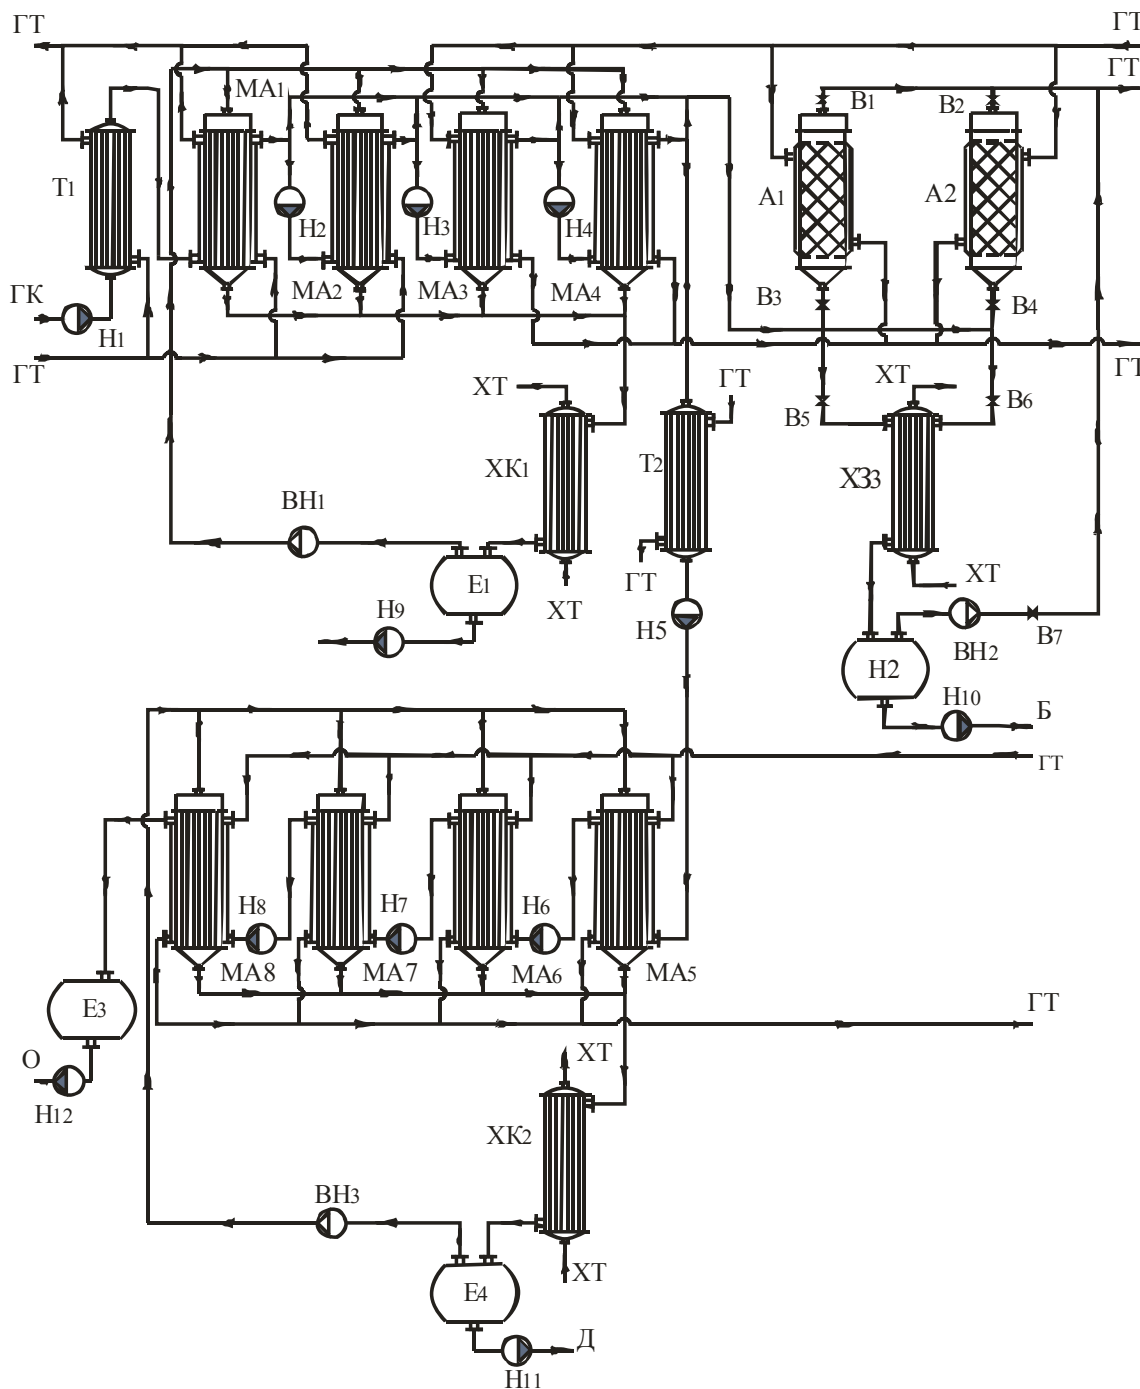 ГТ ГТ
ГТ
МА1 В1 В2
Т1 А1 А2
Н2 Н3 Н4
ГК МА2 МА3 МА4 В3 В4
Н1
ГТ ГТ
ХТ ГТ ХТ
В5 В6
ХК1 Т2 ХЗ3
ВН1
Е1 ГТ ХТ ХТ
Н9 Н5
Н2 ВН2 В7
Н10 Б
ГТ
Н8 Н7 Н6
МА8 МА7 МА6 МА5
Е3 ГТ
О ХТ
Н12
ХК2
ВН3
Е4 ХТ
Д
Н11